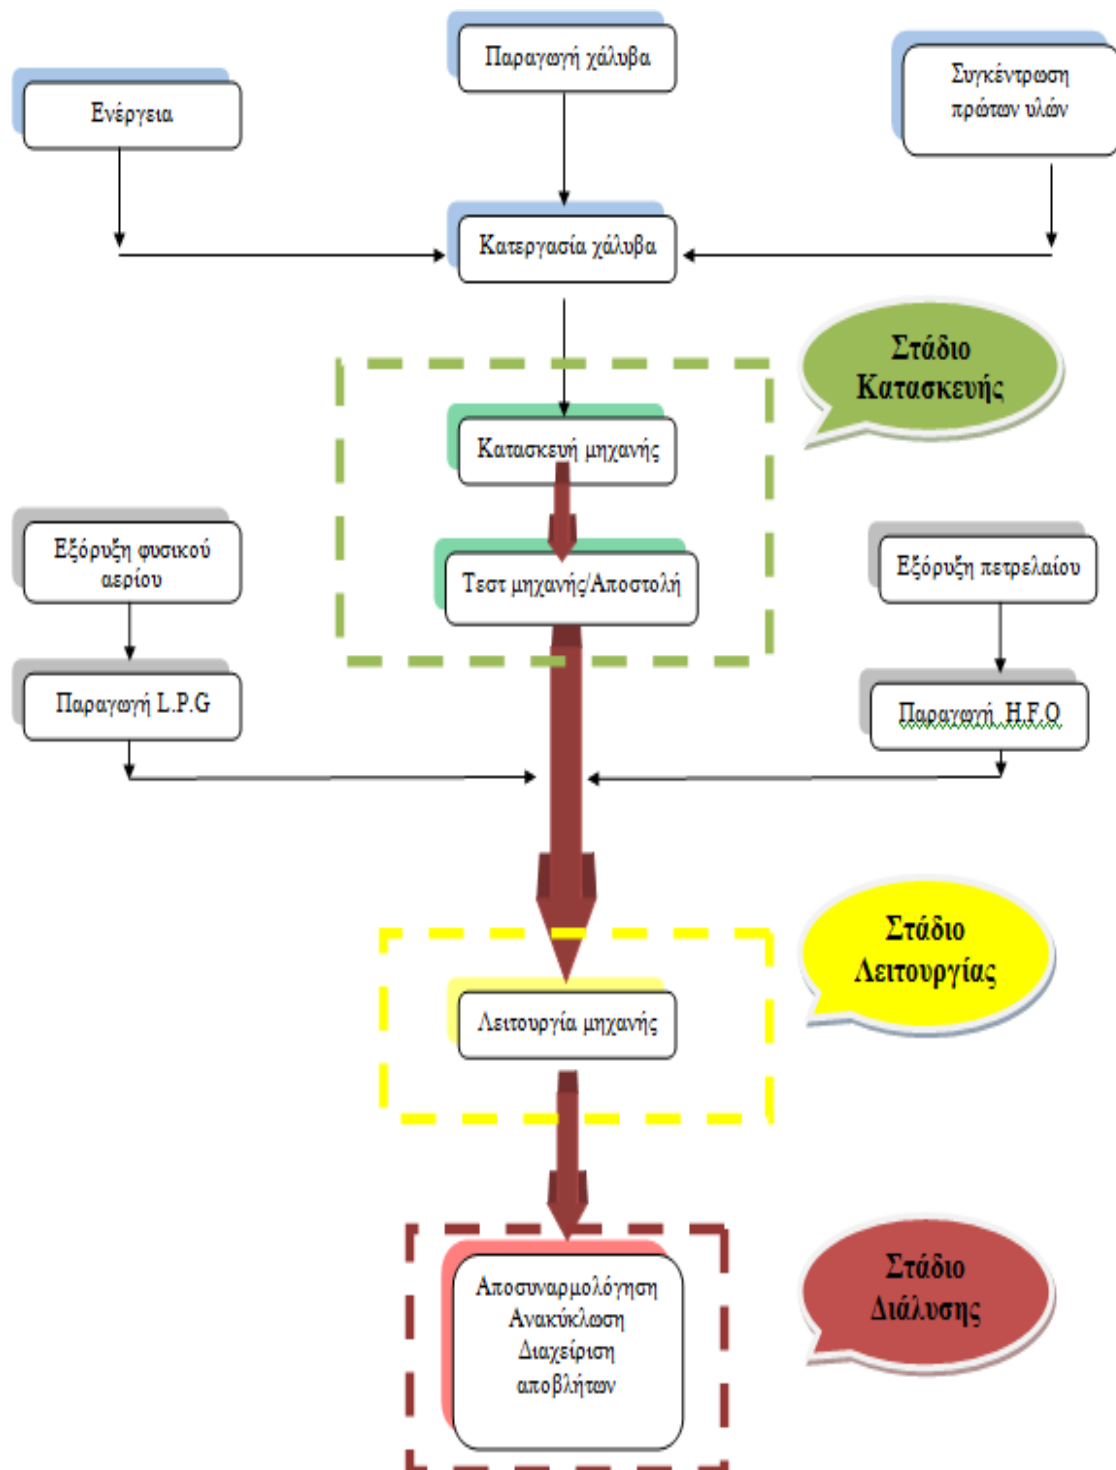 Παραγωγή χάλυβα
Ενέργεια
Συγκέντρωση
πρώτων υλών
Κατεργασία χάλυβα
Στάδιο
Κατασκευής
Κατασκευή μηχανής
Εξόρυξη φυσικού
αερίου
Τεστ μηχανής/Αποστολή
Εξόρυξη πετρελαίου
Παραγωγή L.P.G
Παραγωγή H.F.O
Στάδιο
Λειτουργίας
Λειτουργία μηχανής
Στάδιο
Διάλυσης
Αποσυναρμολόγηση
Ανακύκλωση
Διαχείριση
αποβλήτων